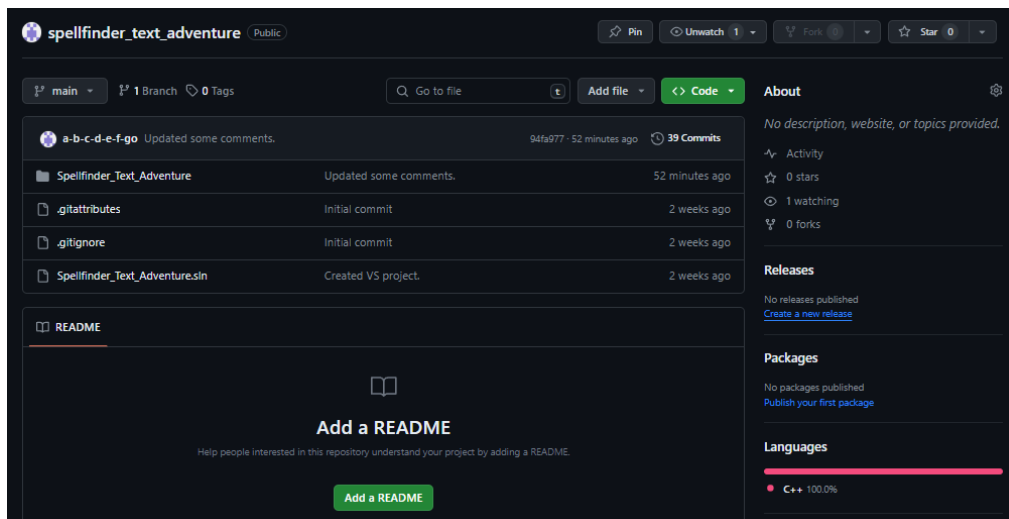 spellfinder_text_adventure Public
Pin
Unwatch 1
Fork 0
Star 0
main
1 Branch
0 Tags
Go to file t
Add file
<> Code
a-b-c-d-e-f-go Updated some comments. 94fa977 · 52 minutes ago 39 Commits
Spellfinder_Text_Adventure Updated some comments. 52 minutes ago
.gitattributes Initial commit 2 weeks ago
.gitignore Initial commit 2 weeks ago
Spellfinder_Text_Adventure.sln Created VS project. 2 weeks ago
README
Add a README
Help people interested in this repository understand your project by adding a README.
Add a README
About
No description, website, or topics provided.
Activity
0 stars
1 watching
0 forks
Releases
No releases published
Create a new release
Packages
No packages published
Publish your first package
Languages
C++ 100.0%